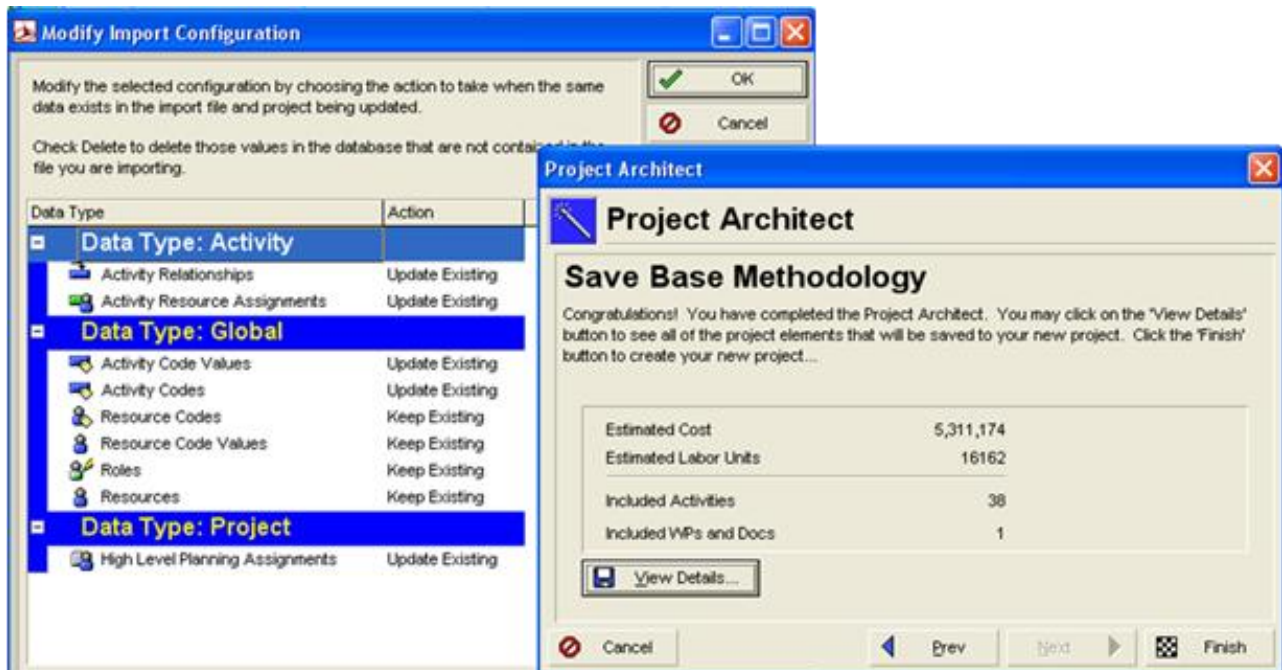 Modify Import Configuration
Modify the selected configuration by choosing the action to take when the same
data exists in the import file and project being updated.
OK
Cancel
Check Delete to delete those values in the database that are not contained in the
file you are importing.
Data Type Action
Data Type: Activity
Activity Relationships Update Existing
Activity Resource Assignments Update Existing
Data Type: Global
Activity Code Values Update Existing
Activity Codes Update Existing
Resource Codes Keep Existing
Resource Code Values Keep Existing
Roles Keep Existing
Resources Keep Existing
Data Type: Project
High Level Planning Assignments Update Existing
Project Architect
Project Architect
Save Base Methodology
Congratulations! You have completed the Project Architect. You may click on the 'View Details'
button to see all of the project elements that will be saved to your new project. Click the 'Finish'
button to create your new project...
Estimated Cost 5,311,174
Estimated Labor Units 16162
Included Activities 38
Included WPs and Docs 1
View Details...
Cancel Prev Next Finish